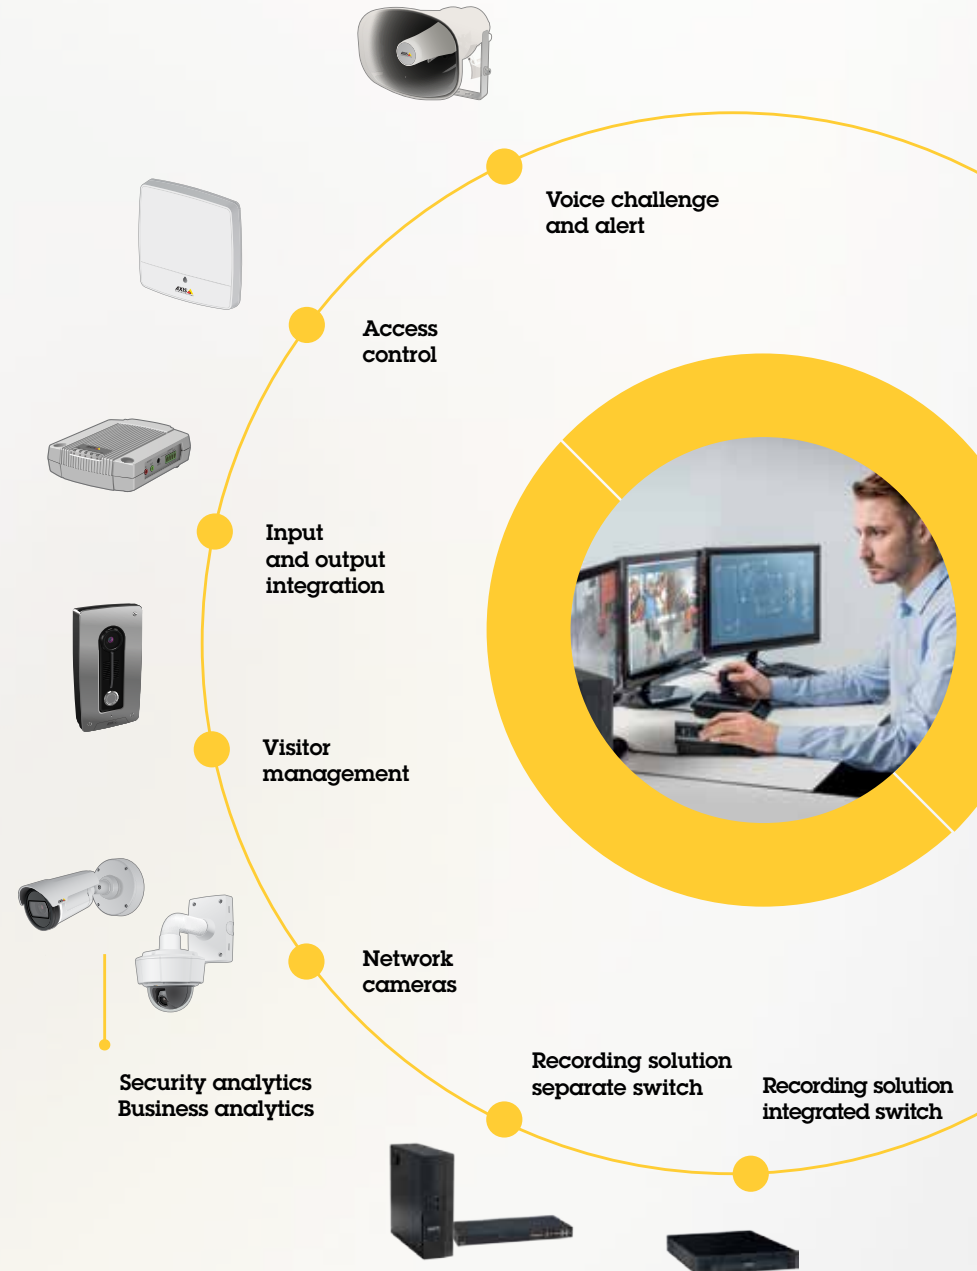 Voice challenge
and alert
AXIS
Access
control
Input
and output
integration
Visitor
management
Network
cameras
Security analytics
Business analytics
Recording solution
separate switch
Recording solution
integrated switch